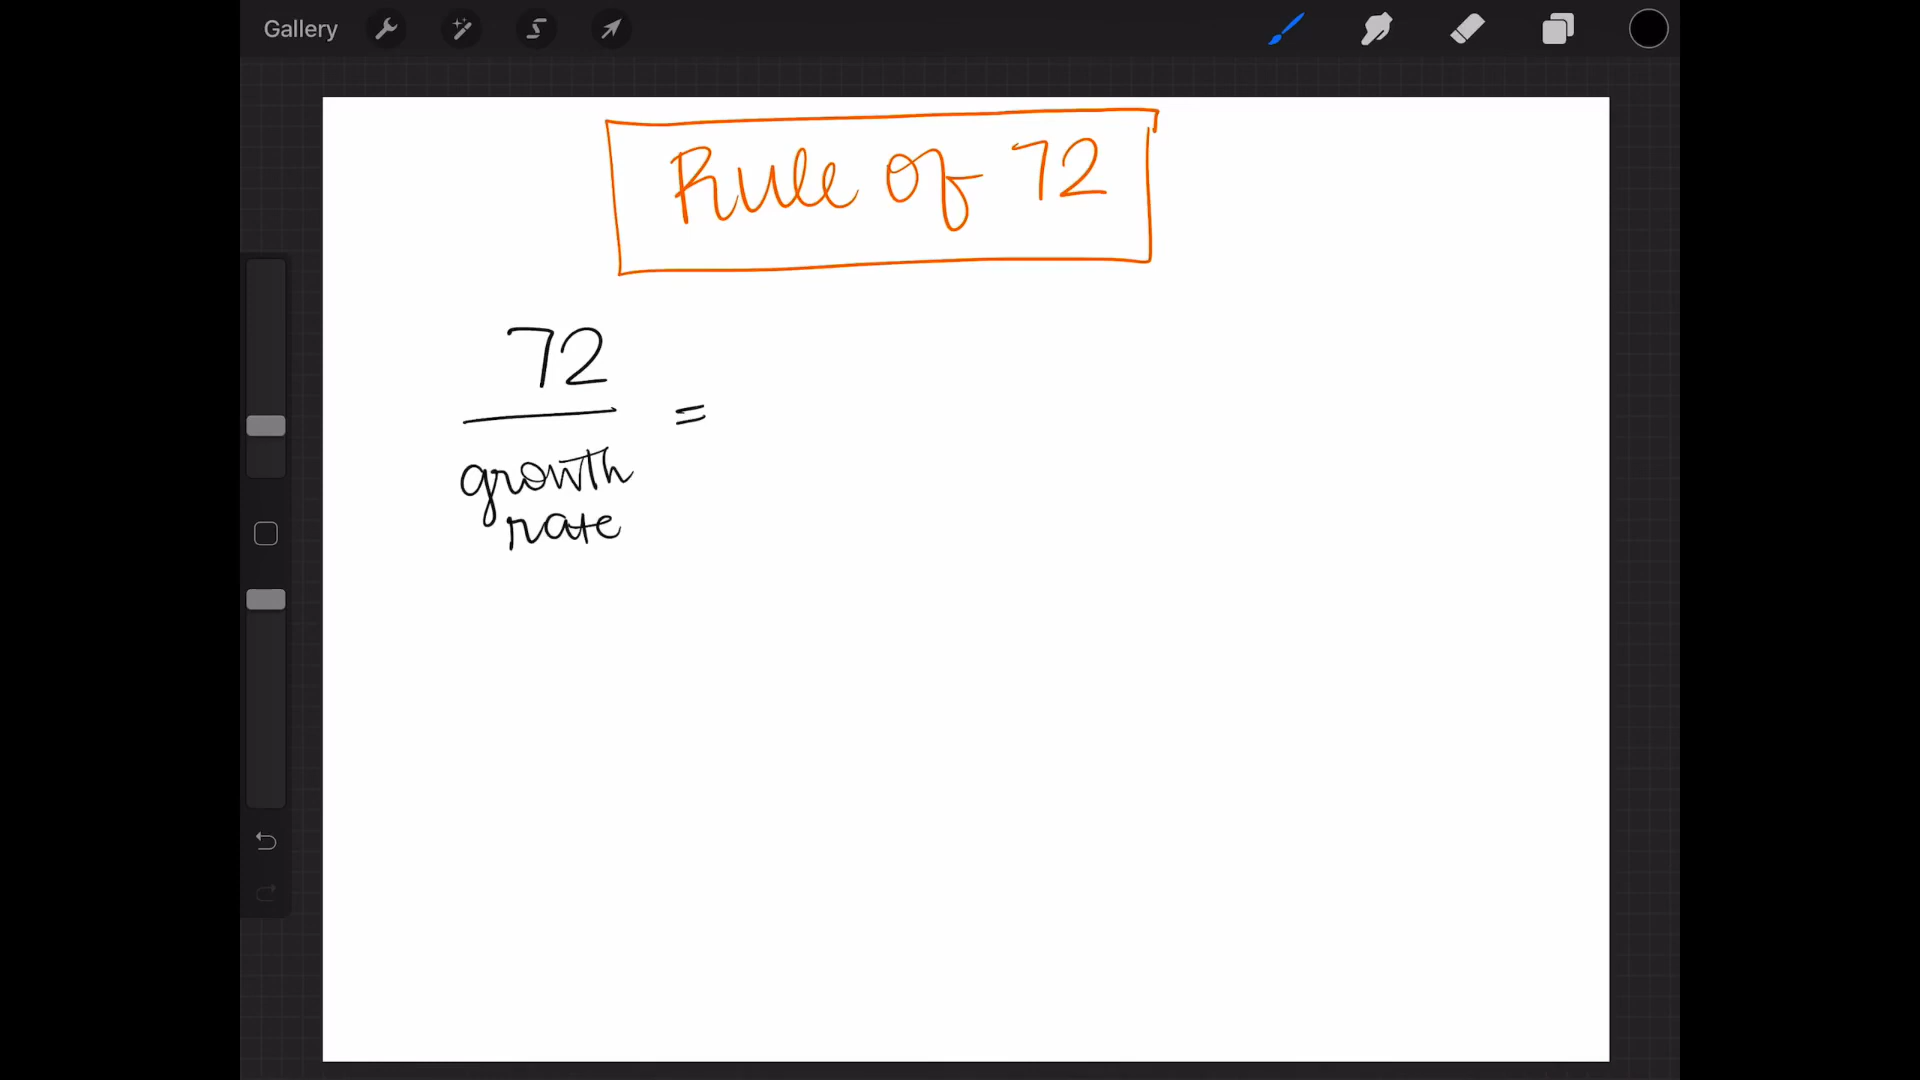 Gallery
Rule of 72
72
=
growth
rate